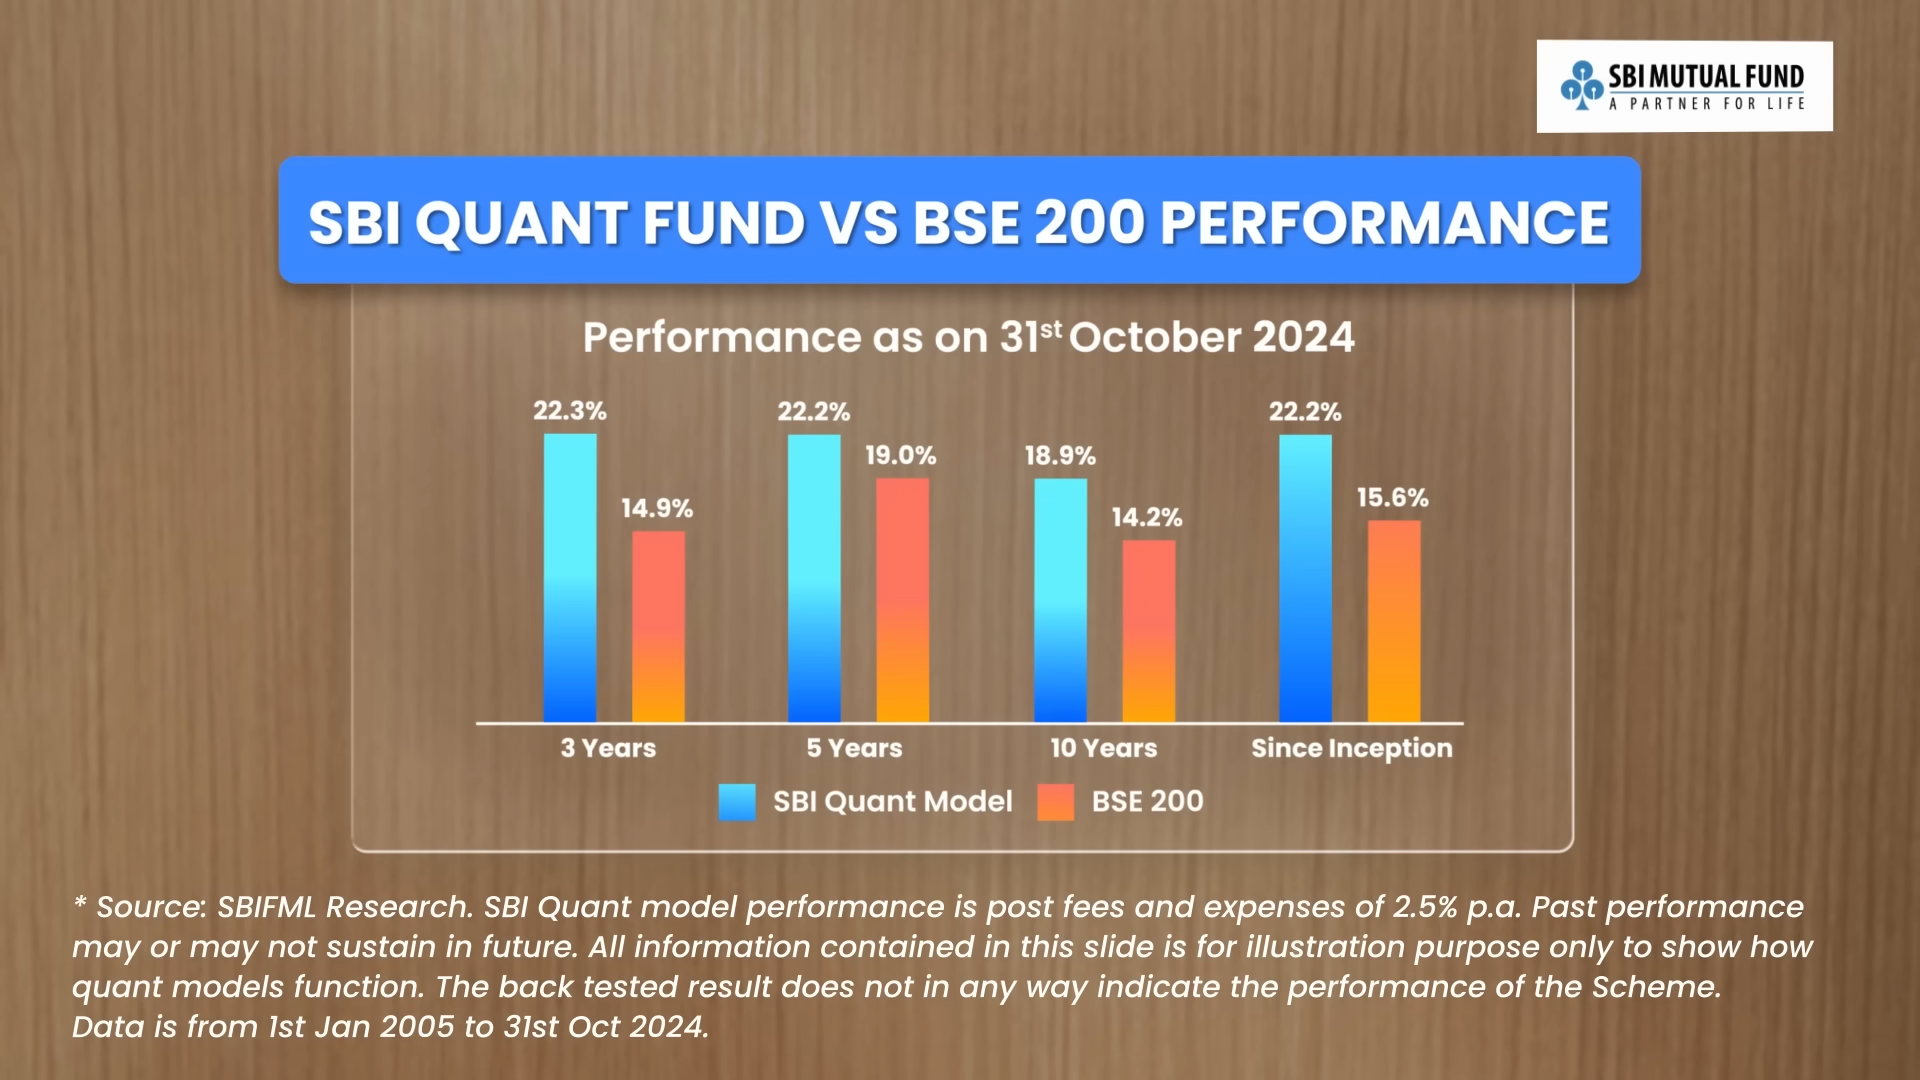 SBI MUTUAL FUND
A PARTNER FOR LIFE
SBI QUANT FUND VS BSE 200 PERFORMANCE
Performance as on 31st October 2024
22.3%
14.9%
22.2%
19.0%
18.9%
14.2%
22.2%
15.6%
3 Years
5 Years
10 Years
Since Inception
SBI Quant Model
BSE 200
* Source: SBIFML Research. SBI Quant model performance is post fees and expenses of 2.5% p.a. Past performance
may or may not sustain in future. All information contained in this slide is for illustration purpose only to show how
quant models function. The back tested result does not in any way indicate the performance of the Scheme.
Data is from 1st Jan 2005 to 31st Oct 2024.